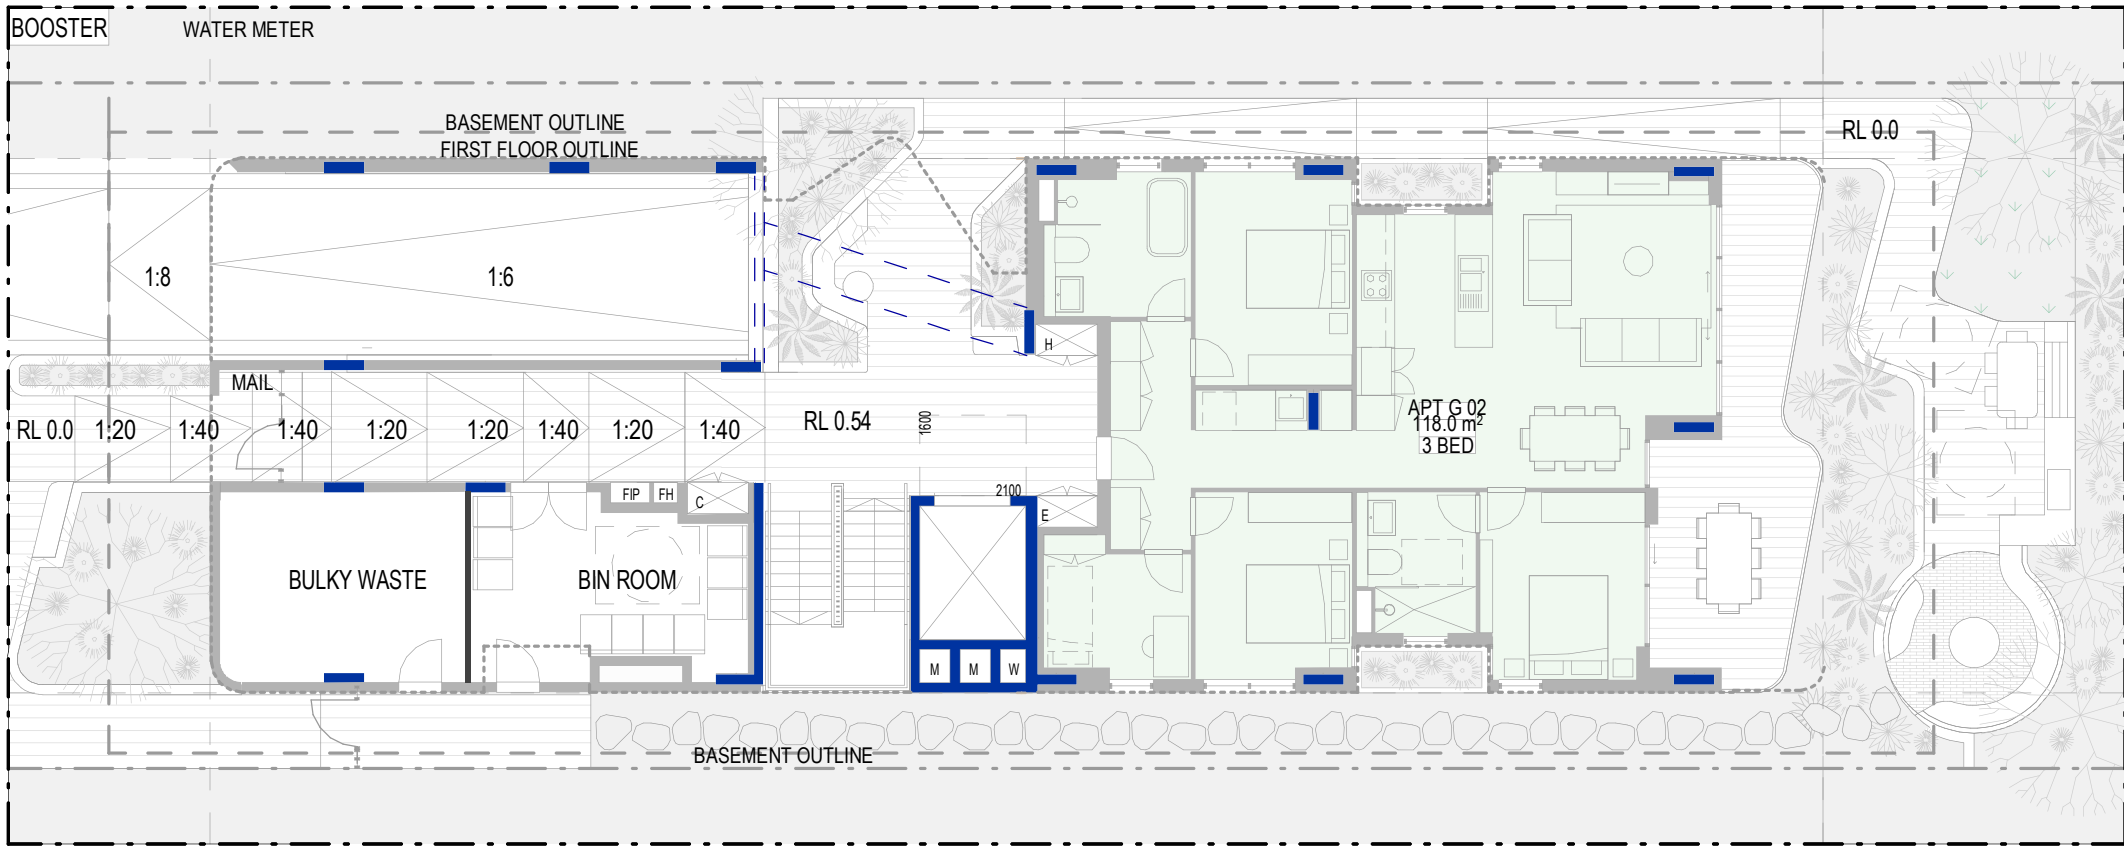 BOOSTER
WATER METER
BASEMENT OUTLINE
FIRST FLOOR OUTLINE
RL 0.0
1:8
1:6
H
MAIL
RL 0.0
1:20
1:40
1:40
1:20
1:20
1:40
1:20
1:40
RL 0.54
1600
APT G 02
118.0 m²
3 BED
2100
FIP
FH
C
E
BULKY WASTE
BIN ROOM
M
M
W
BASEMENT OUTLINE